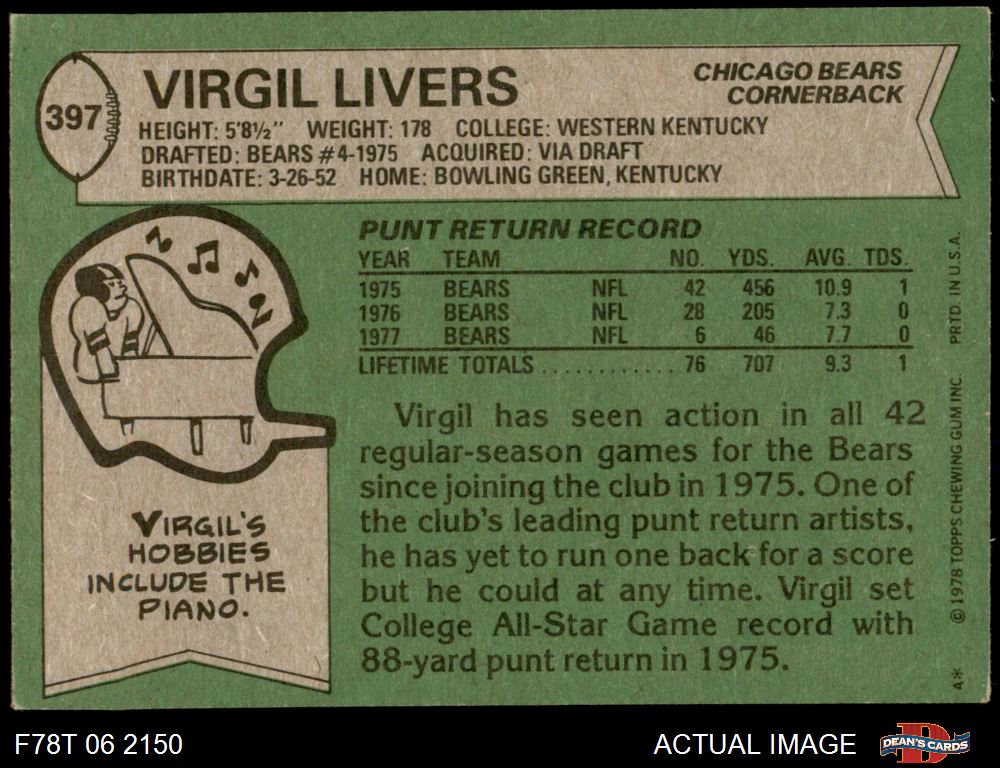 397
VIRGIL LIVERS
CHICAGO BEARS
CORNERBACK
HEIGHT: 5'8½" WEIGHT: 178 COLLEGE: WESTERN KENTUCKY
DRAFTED: BEARS #4-1975 ACQUIRED: VIA DRAFT
BIRTHDATE: 3-26-52 HOME: BOWLING GREEN, KENTUCKY
PUNT RETURN RECORD
YEAR TEAM NO. YDS. AVG. TDS.
1975 BEARS NFL 42 456 10.9 1
1976 BEARS NFL 28 205 7.3 0
1977 BEARS NFL 6 46 7.7 0
LIFETIME TOTALS ............ 76 707 9.3 1
Virgil has seen action in all 42
regular-season games for the Bears
since joining the club in 1975. One of
the club's leading punt return artists,
he has yet to run one back for a score
but he could at any time. Virgil set
College All-Star Game record with
88-yard punt return in 1975.
VIRGIL'S
HOBBIES
INCLUDE THE
PIANO.
4* © 1978 TOPPS CHEWING GUM INC. PRTD. IN U.S.A.
F78T 06 2150
ACTUAL IMAGE
DEAN'S CARDS